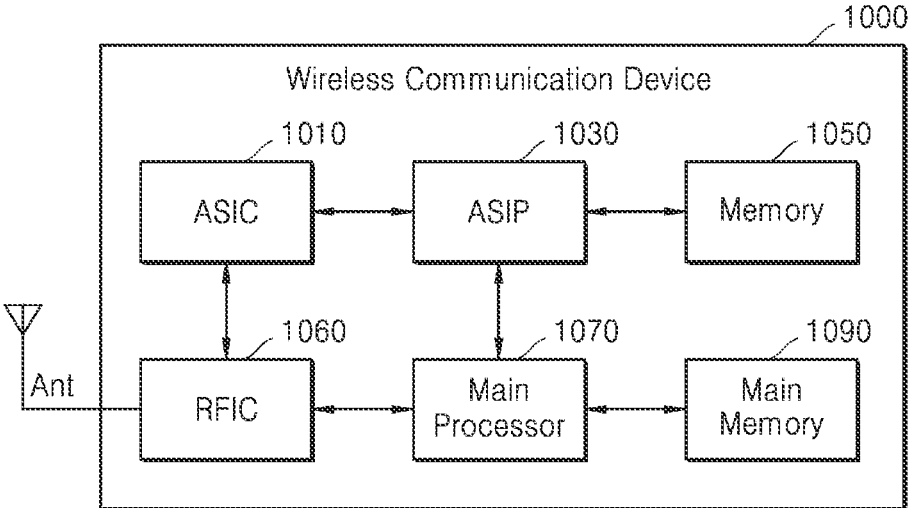 1000
Wireless Communication Device
1010
1030
1050
ASIC
ASIP
Memory
1060
1070
1090
Ant
RFIC
Main
Processor
Main
Memory